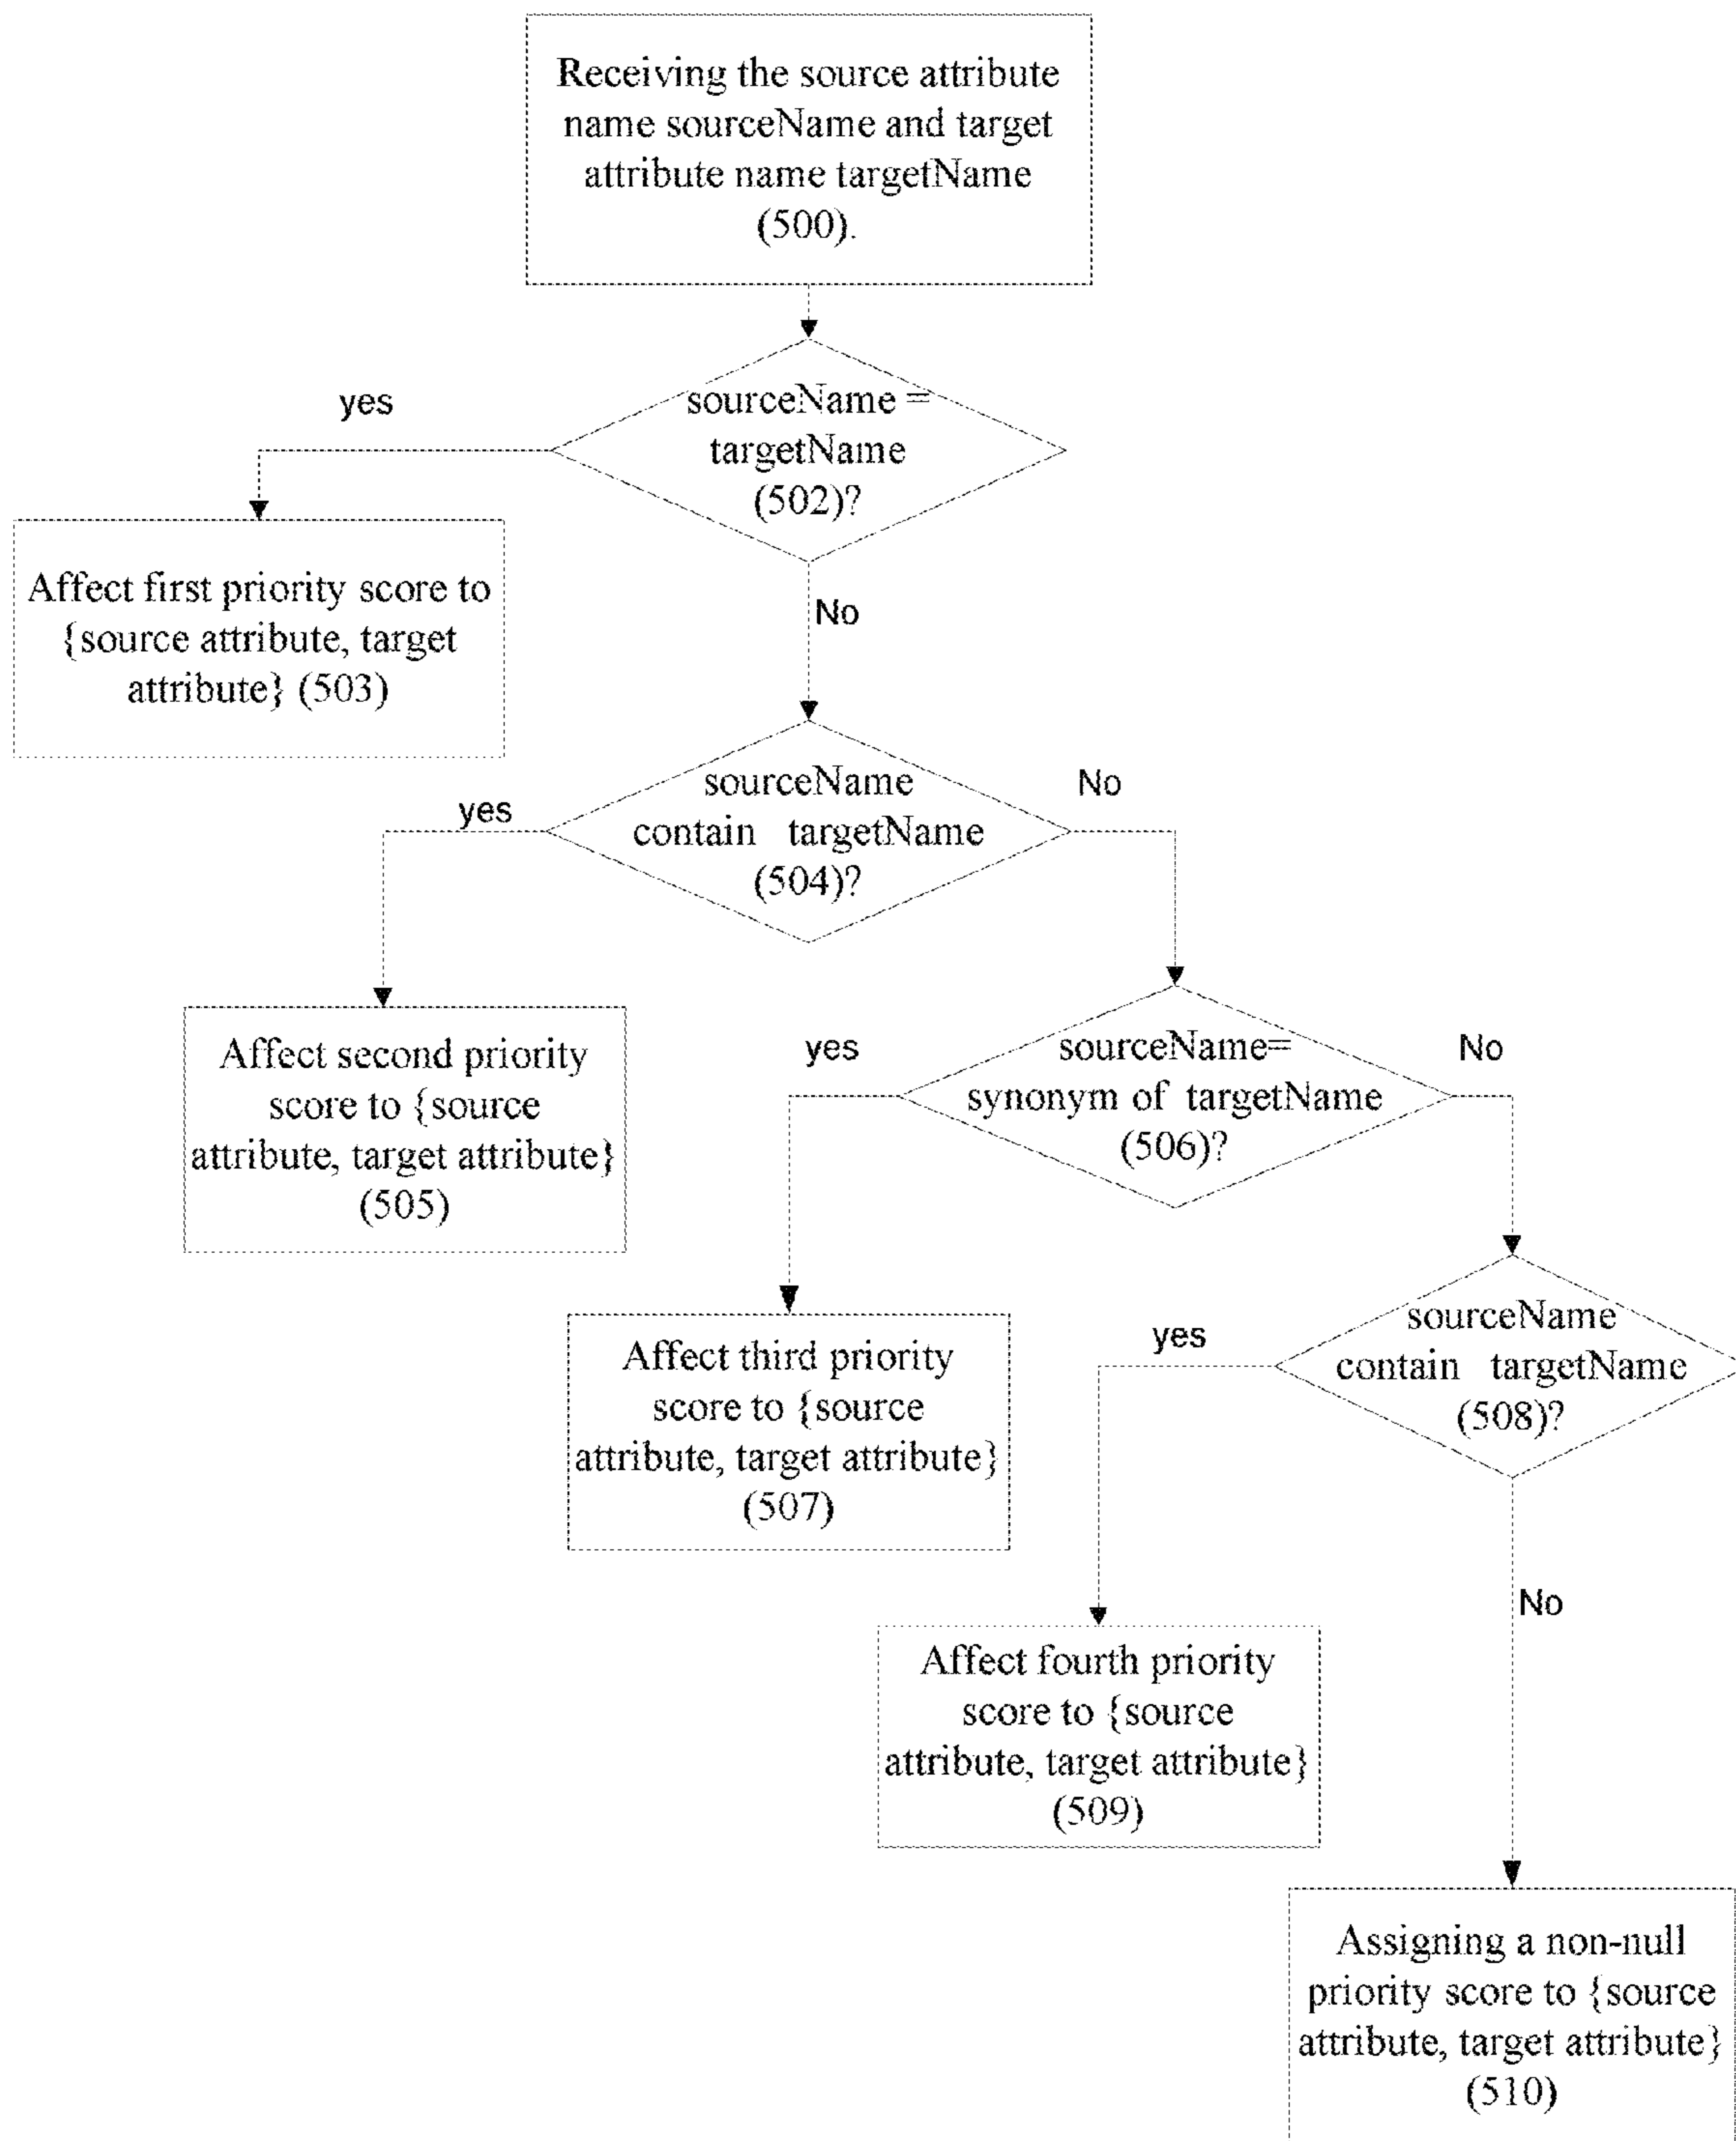 Receiving the source attribute
name sourceName and target
attribute name targetName
(500).
sourceName =
targetName
(502)?
yes
Affect first priority score to
{source attribute, target
attribute} (503)
No
sourceName
contain targetName
(504)?
yes
No
Affect second priority
score to {source
attribute, target attribute}
(505)
sourceName=
synonym of targetName
(506)?
yes
No
Affect third priority
score to {source
attribute, target attribute}
(507)
sourceName
contain targetName
(508)?
yes
No
Affect fourth priority
score to {source
attribute, target attribute}
(509)
Assigning a non-null
priority score to {source
attribute, target attribute}
(510)